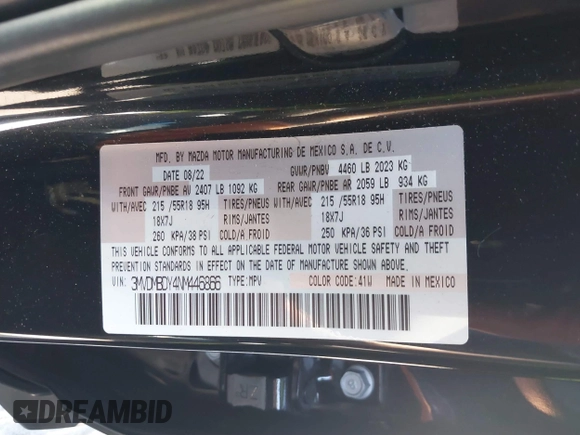 MFD. BY MAZDA MOTOR MANUFACTURING DE MEXICO S.A. DE C.V.
DATE 08/22 GVWR/PNBV 4460 LB 2023 KG
FRONT GAWR/PNBE AV 2407 LB 1092 KG REAR GAWR/PNBE AR 2059 LB 934 KG
WITH/AVEC 215 /55R18 95H TIRES/PNEUS WITH/AVEC 215 /55R18 95H TIRES/PNEUS
18X7J RIMS/JANTES 18X7J RIMS/JANTES
260 KPA/38 PSI COLD/A FROID 250 KPA/36 PSI COLD/A FROID
THIS VEHICLE CONFORMS TO ALL APPLICABLE FEDERAL MOTOR VEHICLE SAFETY AND THEFT
PREVENTION STANDARDS IN EFFECT ON THE DATE OF MANUFACTURE SHOWN ABOVE.
VIN: 3MVDMBDY4NM446866 TYPE:MPV COLOR CODE:41W MADE IN MEXICO
DREAMBID